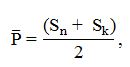 P̅ = (Sₙ + Sₖ) / 2 ,